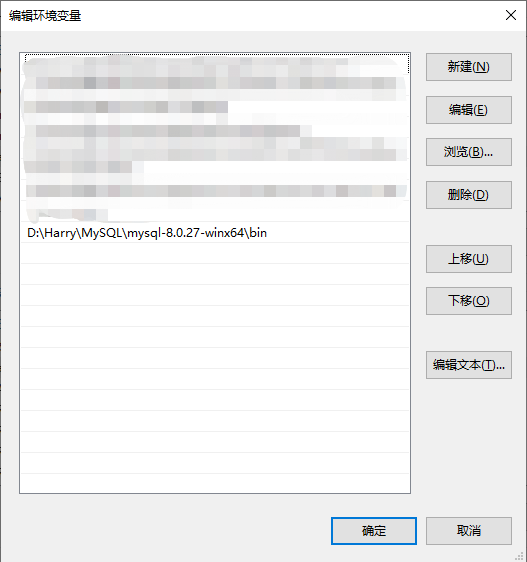 编辑环境变量
D:\Harry\MySQL\mysql-8.0.27-winx64\bin
新建(N)
编辑(E)
浏览(B)...
删除(D)
上移(U)
下移(O)
编辑文本(T)...
确定
取消